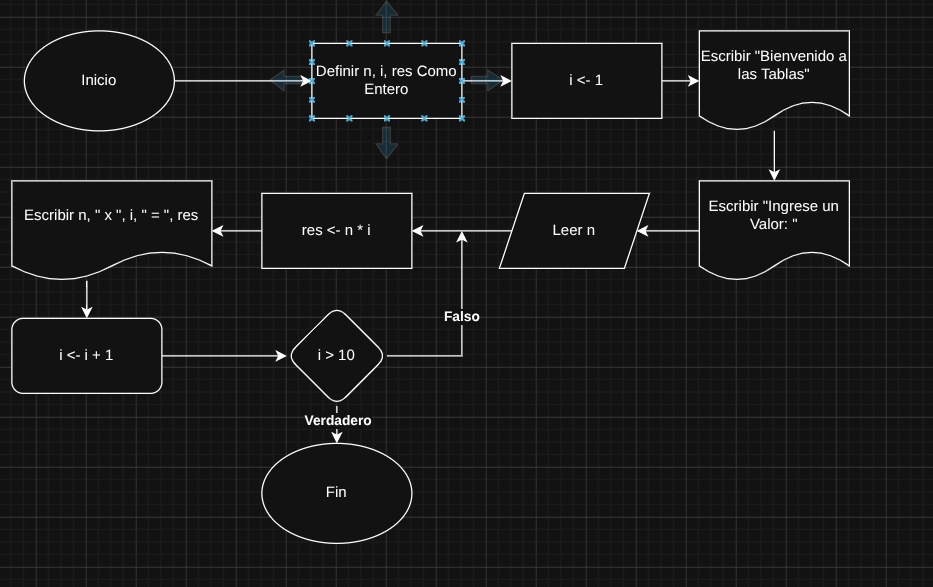 Inicio
Definir n, i, res Como
Entero
i <- 1
Escribir "Bienvenido a
las Tablas"
Escribir "Ingrese un
Valor: "
Leer n
res <- n * i
Escribir n, " x ", i, " = ", res
i <- i + 1
i > 10
Falso
Verdadero
Fin